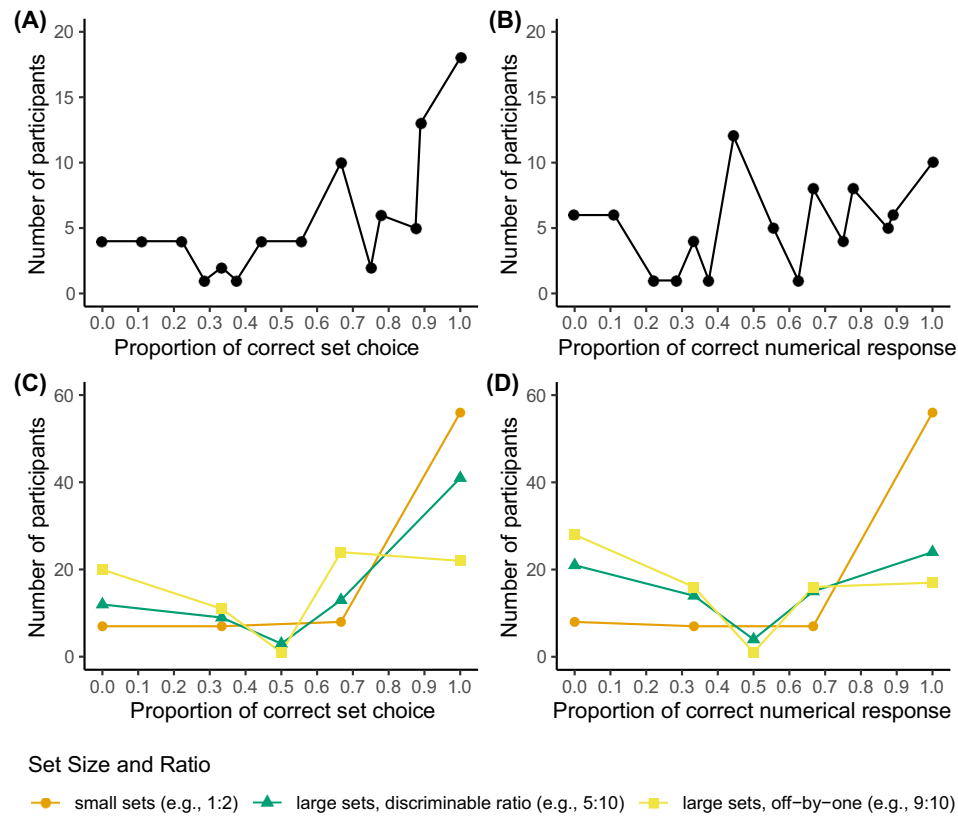 (A)
Number of participants
20
15
10
5
0
0.0 0.1 0.2 0.3 0.4 0.5 0.6 0.7 0.8 0.9 1.0
Proportion of correct set choice
(B)
Number of participants
20
15
10
5
0
0.0 0.1 0.2 0.3 0.4 0.5 0.6 0.7 0.8 0.9 1.0
Proportion of correct numerical response
(C)
Number of participants
60
40
20
0
0.0 0.1 0.2 0.3 0.4 0.5 0.6 0.7 0.8 0.9 1.0
Proportion of correct set choice
(D)
Number of participants
60
40
20
0
0.0 0.1 0.2 0.3 0.4 0.5 0.6 0.7 0.8 0.9 1.0
Proportion of correct numerical response
Set Size and Ratio
small sets (e.g., 1:2) large sets, discriminable ratio (e.g., 5:10) large sets, off−by−one (e.g., 9:10)